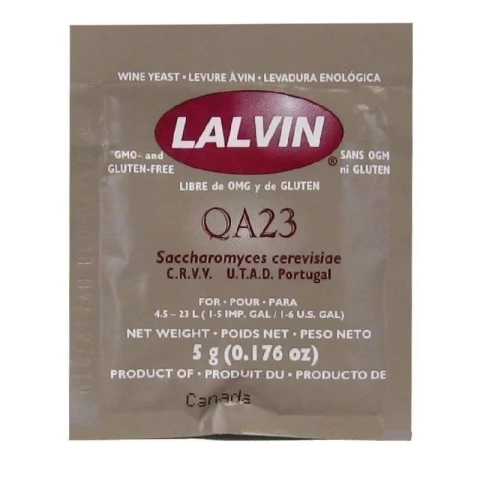 WINE YEAST • LEVURE À VIN • LEVADURA ENOLÓGICA
LALVIN®
"GMO- and
GLUTEN-FREE
SANS OGM
ni GLUTEN
LIBRE de OMG y de GLUTEN
QA23
Saccharomyces cerevisiae
C.R.V.V. U.T.A.D. Portugal
FOR • POUR • PARA
4.5 – 23 L ( 1-5 IMP. GAL / 1-6 U.S. GAL)
NET WEIGHT • POIDS NET • PESO NETO
5 g (0.176 oz)
PRODUCT OF • PRODUIT DU • PRODUCTO DE
Canada